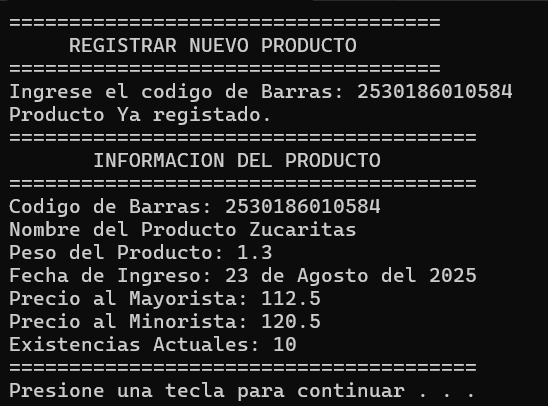 ====================================
REGISTRAR NUEVO PRODUCTO
====================================
Ingrese el codigo de Barras: 2530186010584
Producto Ya registado.
=======================================
INFORMACION DEL PRODUCTO
=======================================
Codigo de Barras: 2530186010584
Nombre del Producto Zucaritas
Peso del Producto: 1.3
Fecha de Ingreso: 23 de Agosto del 2025
Precio al Mayorista: 112.5
Precio al Minorista: 120.5
Existencias Actuales: 10
=======================================
Presione una tecla para continuar . . .